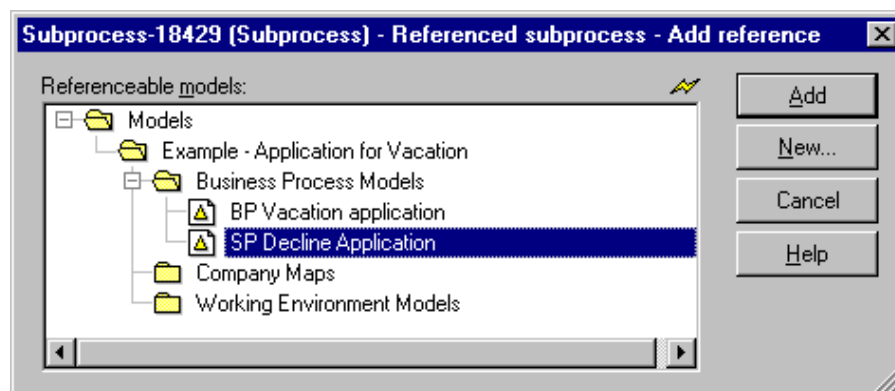 Subprocess-18429 (Subprocess) - Referenced subprocess - Add reference
Referenceable models:
Models
Example - Application for Vacation
Business Process Models
BP Vacation application
SP Decline Application
Company Maps
Working Environment Models
Add
New...
Cancel
Help